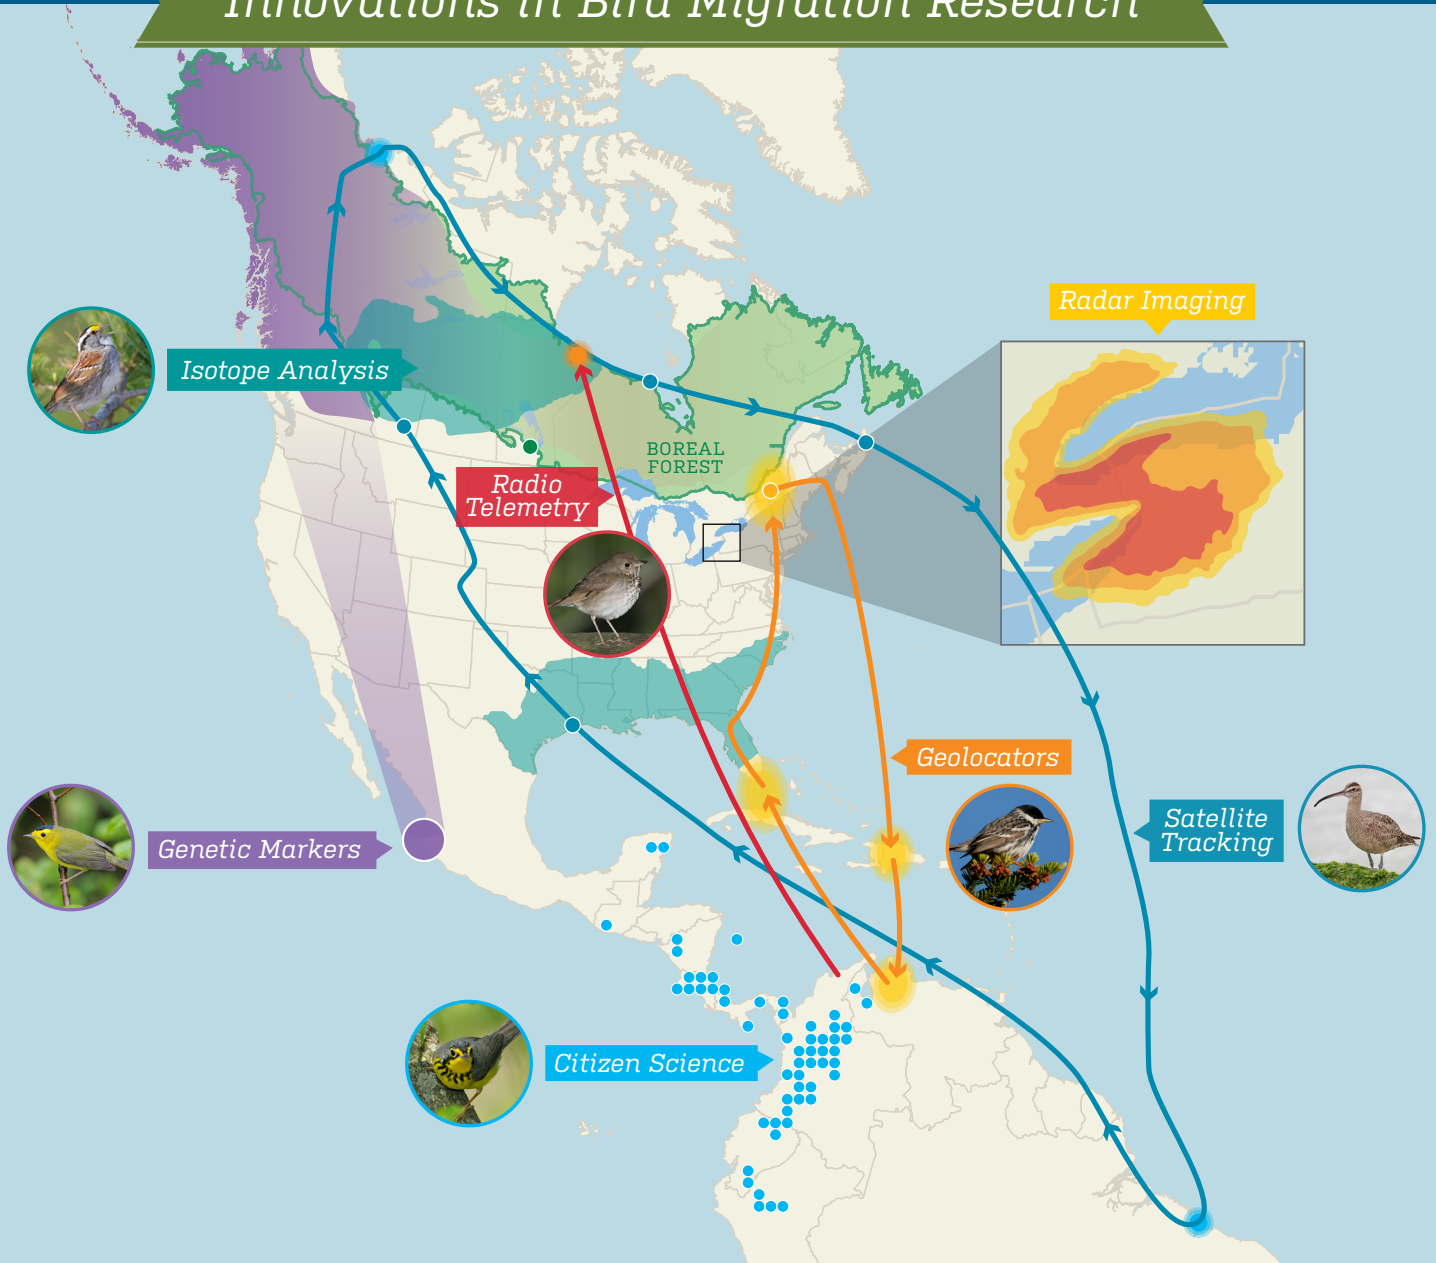 Innovations in Bird Migration Research
Radar Imaging
Isotope Analysis
BOREAL
FOREST
Radio
Telemetry
Geolocators
Satellite
Tracking
Genetic Markers
Citizen Science